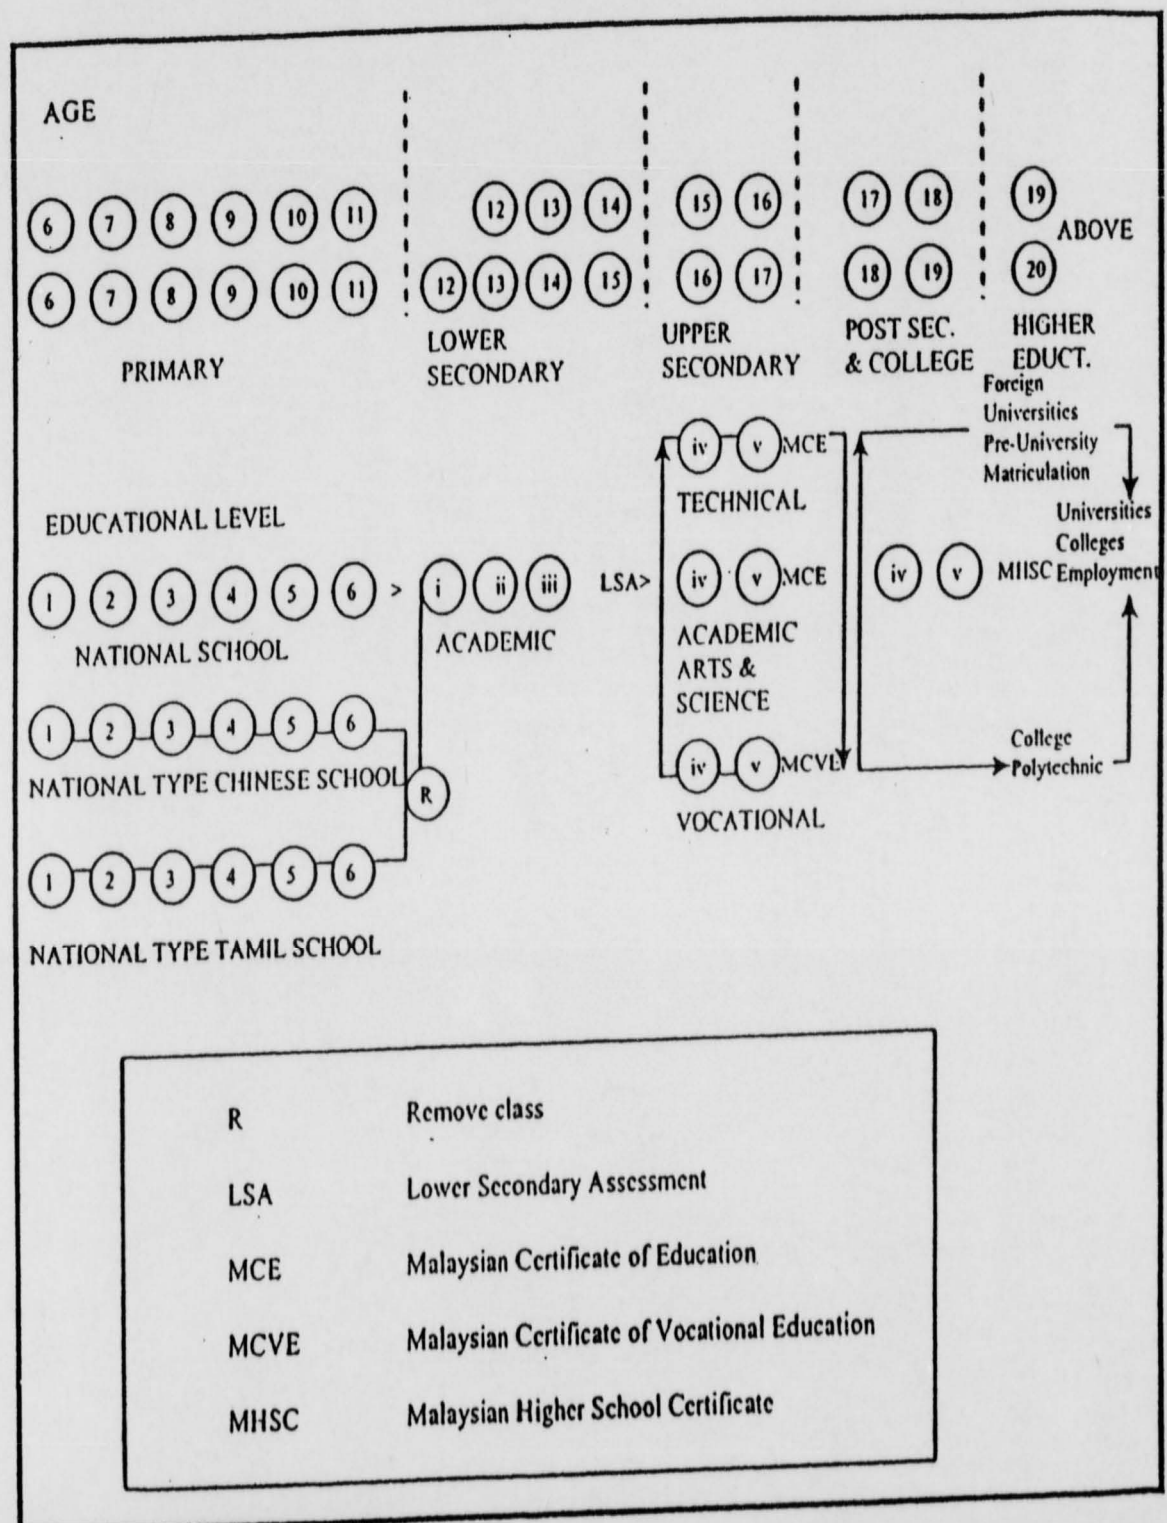 AGE
6 7 8 9 10 11 12 13 14 15 16 17 18 19
ABOVE
6 7 8 9 10 11 12 13 14 15 16 17 18 19 20
PRIMARY
LOWER
SECONDARY
UPPER
SECONDARY
POST SEC.
& COLLEGE
HIGHER
EDUCT.
Foreign
Universities
Pre-University
Matriculation
iv v MCE
TECHNICAL
EDUCATIONAL LEVEL
1 2 3 4 5 6 > i ii iii LSA> iv v MCE iv v MHSC
NATIONAL SCHOOL
ACADEMIC
ACADEMIC
ARTS &
SCIENCE
Universities
Colleges
Employment
1 2 3 4 5 6
NATIONAL TYPE CHINESE SCHOOL
R
iv v MCVE
VOCATIONAL
College
Polytechnic
1 2 3 4 5 6
NATIONAL TYPE TAMIL SCHOOL
R Remove class
LSA Lower Secondary Assessment
MCE Malaysian Certificate of Education
MCVE Malaysian Certificate of Vocational Education
MHSC Malaysian Higher School Certificate